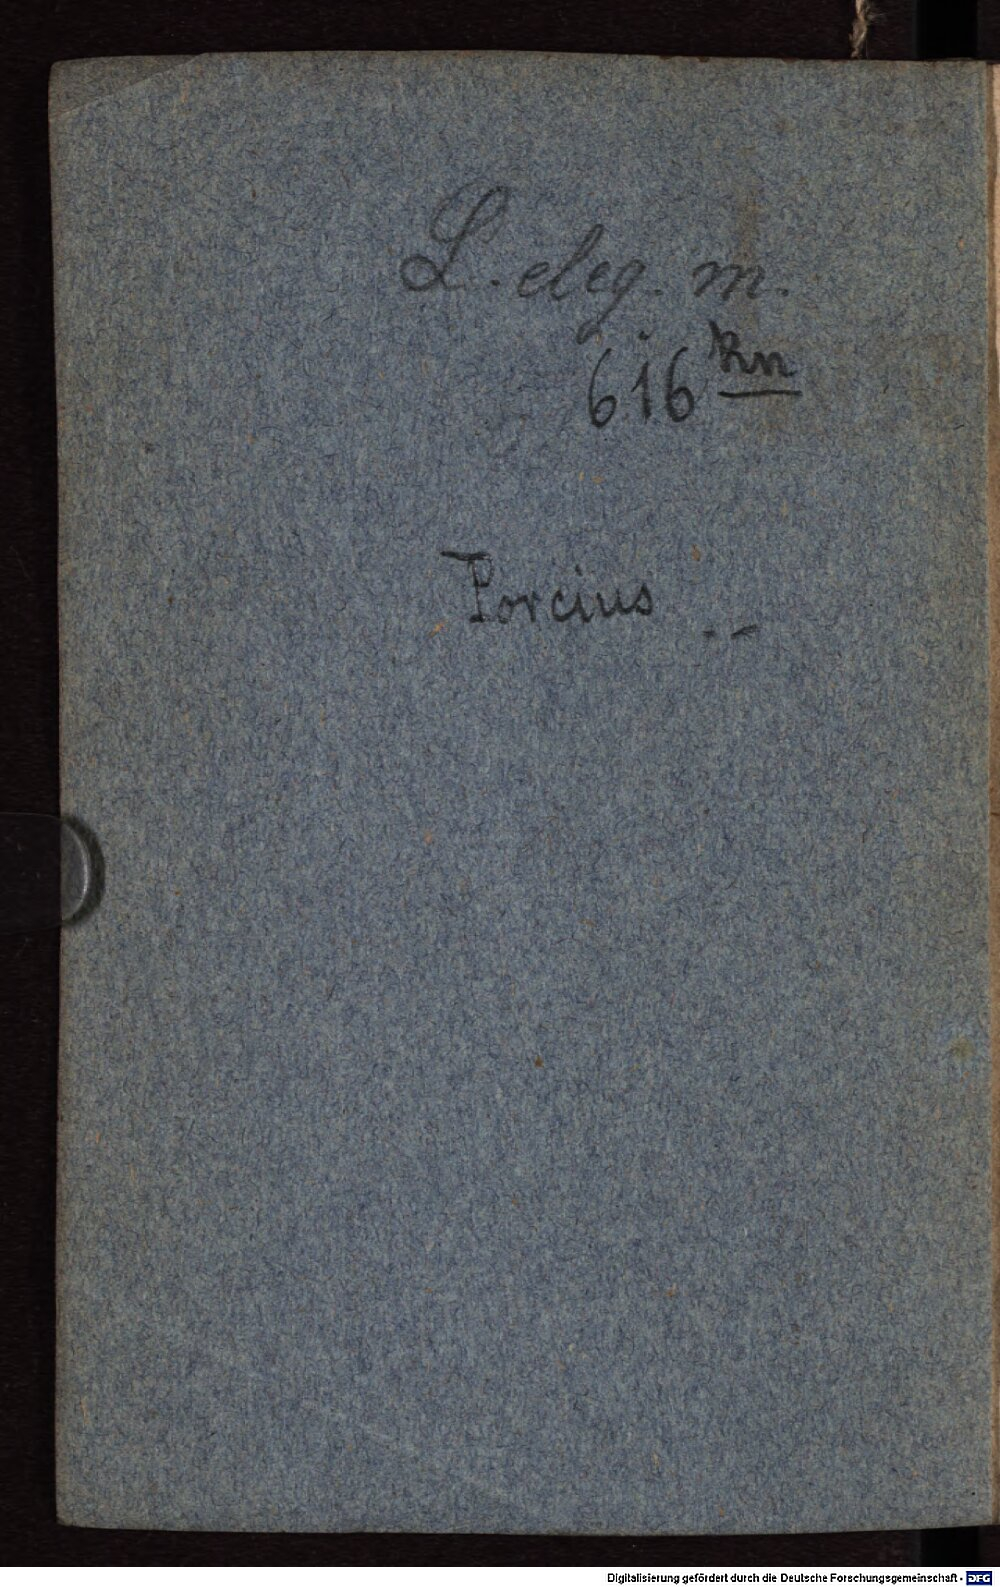 L. eleg. m.
616 kn
Porcius
Digitalisierung gefördert durch die Deutsche Forschungsgemeinschaft - DFG